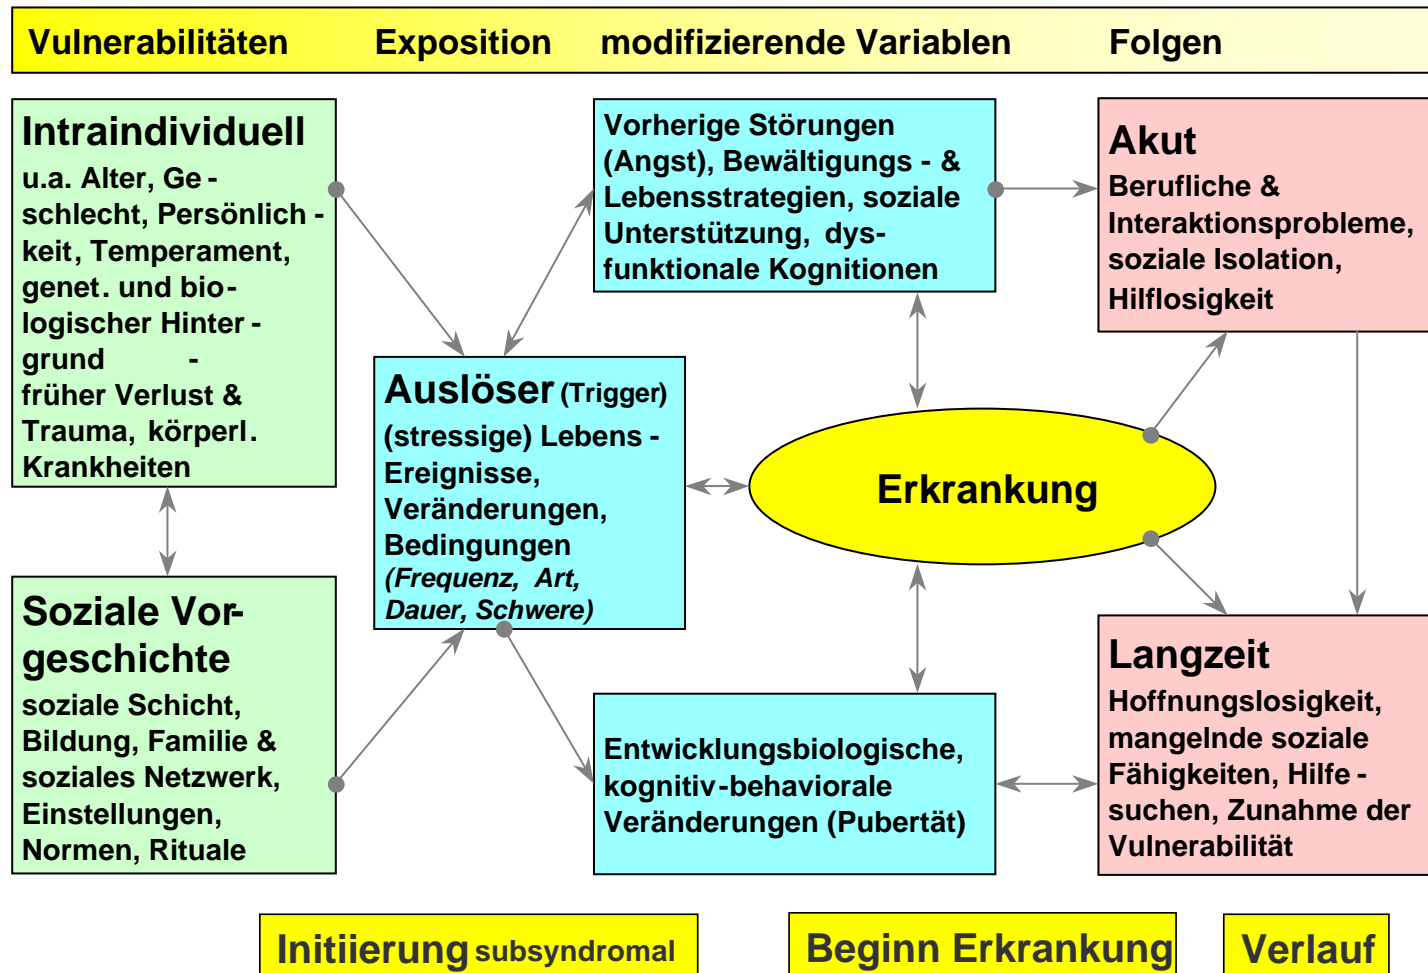 Vulnerabilitäten Exposition modifizierende Variablen Folgen
Intraindividuell
u.a. Alter, Ge -
schlecht, Persönlich -
keit, Temperament,
genet. und bio-
logischer Hinter -
grund -
früher Verlust &
Trauma, körperl.
Krankheiten
Soziale Vor-
geschichte
soziale Schicht,
Bildung, Familie &
soziales Netzwerk,
Einstellungen,
Normen, Rituale
Auslöser (Trigger)
(stressige) Lebens -
Ereignisse,
Veränderungen,
Bedingungen
(Frequenz, Art,
Dauer, Schwere)
Vorherige Störungen
(Angst), Bewältigungs - &
Lebensstrategien, soziale
Unterstützung, dys-
funktionale Kognitionen
Erkrankung
Entwicklungsbiologische,
kognitiv-behaviorale
Veränderungen (Pubertät)
Akut
Berufliche &
Interaktionsprobleme,
soziale Isolation,
Hilflosigkeit
Langzeit
Hoffnungslosigkeit,
mangelnde soziale
Fähigkeiten, Hilfe -
suchen, Zunahme der
Vulnerabilität
Initiierung subsyndromal
Beginn Erkrankung
Verlauf